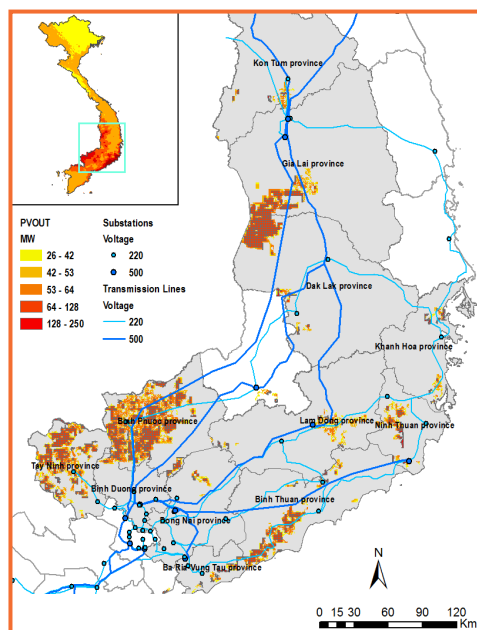 Kon Tum province
Gia Lai province
PVOUT
MW
26 - 42
42 - 53
53 - 64
64 - 128
128 - 250
Substations
Voltage
220
500
Transmission Lines
Voltage
220
500
Dak Lak province
Khanh Hoa province
Binh Phuoc province
Lam Dong province
Ninh Thuan province
Tay Ninh province
Binh Duong province
Binh Thuan province
Dong Nai province
Ba Ria Vung Tau province
N
0 15 30 60 90 120
Km